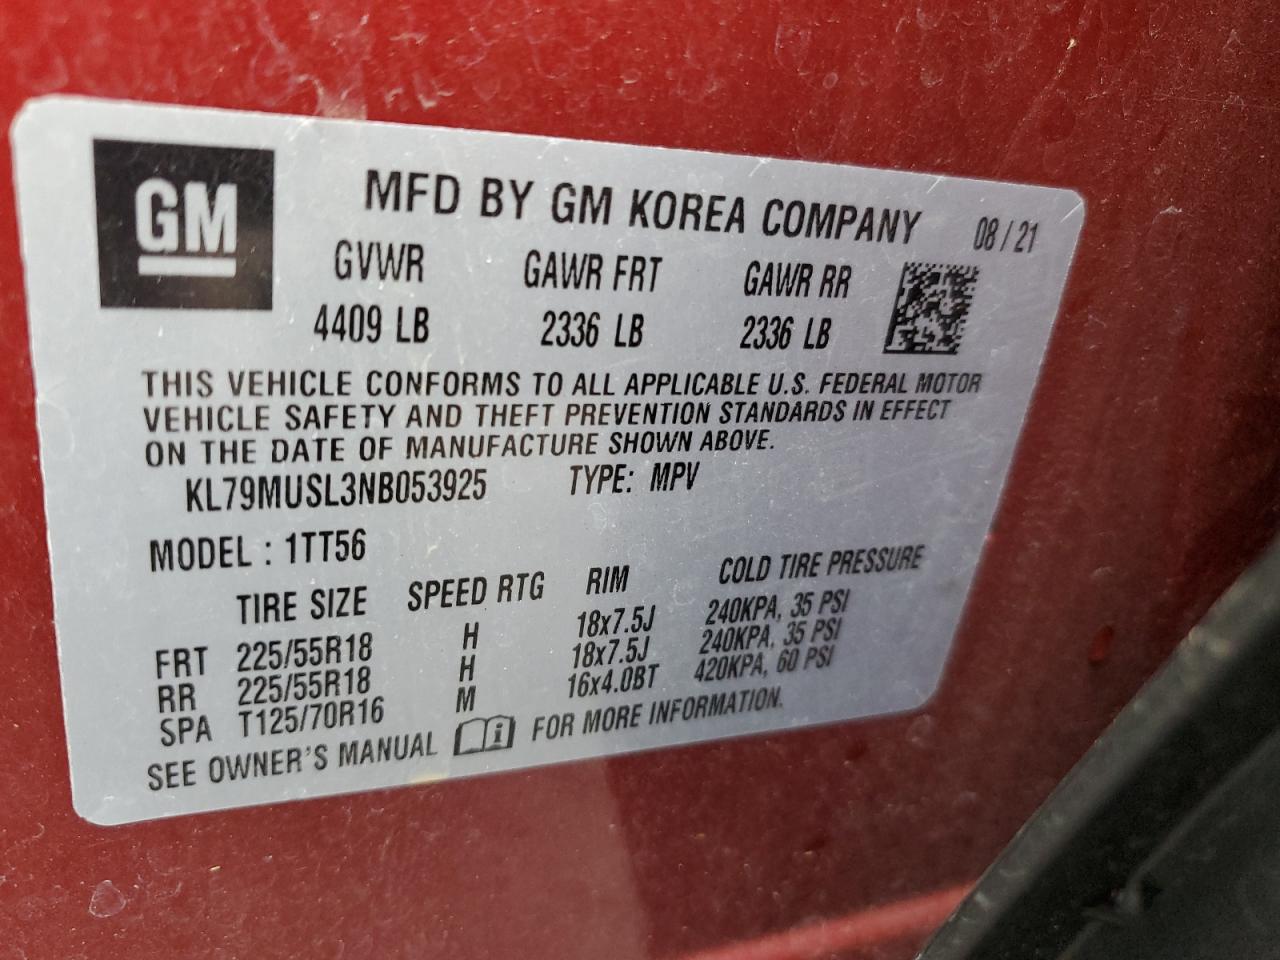 GM
MFD BY GM KOREA COMPANY 08/21
GVWR GAWR FRT GAWR RR
4409 LB 2336 LB 2336 LB
THIS VEHICLE CONFORMS TO ALL APPLICABLE U.S. FEDERAL MOTOR
VEHICLE SAFETY AND THEFT PREVENTION STANDARDS IN EFFECT
ON THE DATE OF MANUFACTURE SHOWN ABOVE.
KL79MUSL3NB053925 TYPE: MPV
MODEL : 1TT56
TIRE SIZE SPEED RTG RIM COLD TIRE PRESSURE
FRT 225/55R18 H 18x7.5J 240KPA, 35 PSI
RR 225/55R18 H 18x7.5J 240KPA, 35 PSI
SPA T125/70R16 M 16x4.0BT 420KPA, 60 PSI
SEE OWNER'S MANUAL i FOR MORE INFORMATION.